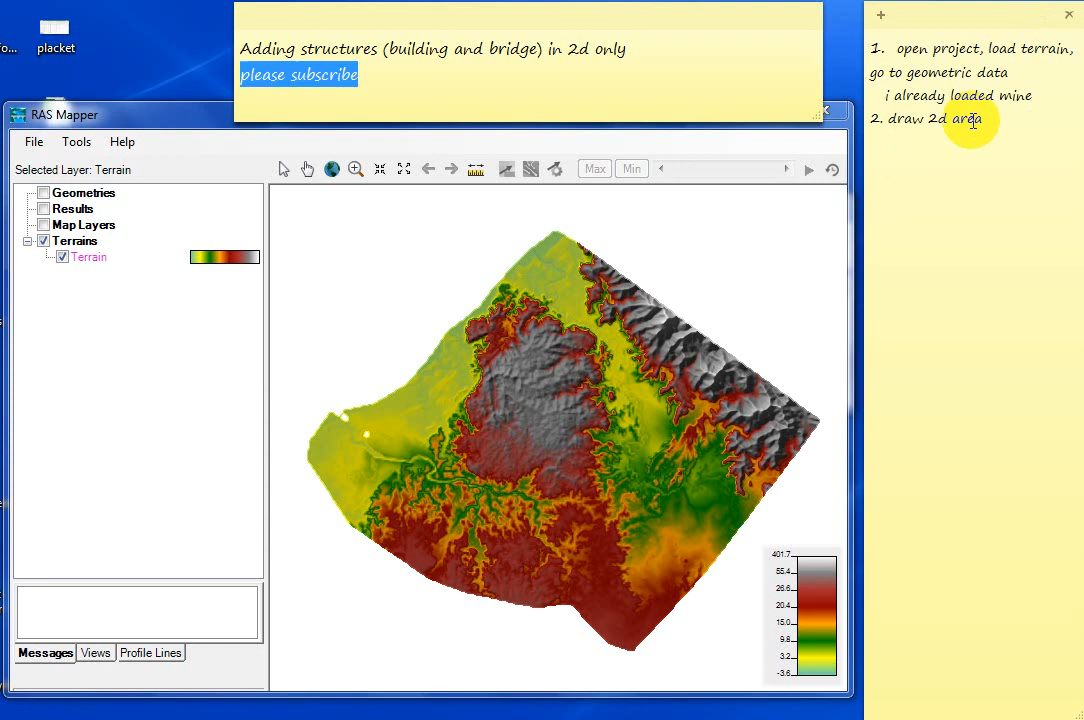 fo...
placket
Adding structures (building and bridge) in 2d only
please subscribe
1. open project, load terrain,
go to geometric data
i already loaded mine
2. draw 2d area
RAS Mapper
File Tools Help
Selected Layer: Terrain
Max Min
Geometries
Results
Map Layers
Terrains
Terrain
401.7
55.4
26.6
20.4
15.0
9.8
3.2
-3.6
Messages Views Profile Lines